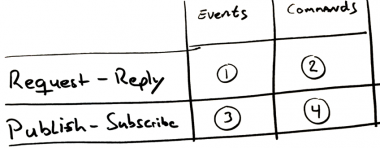 Events Commands
Request - Reply ① ②
Publish - Subscribe ③ ④